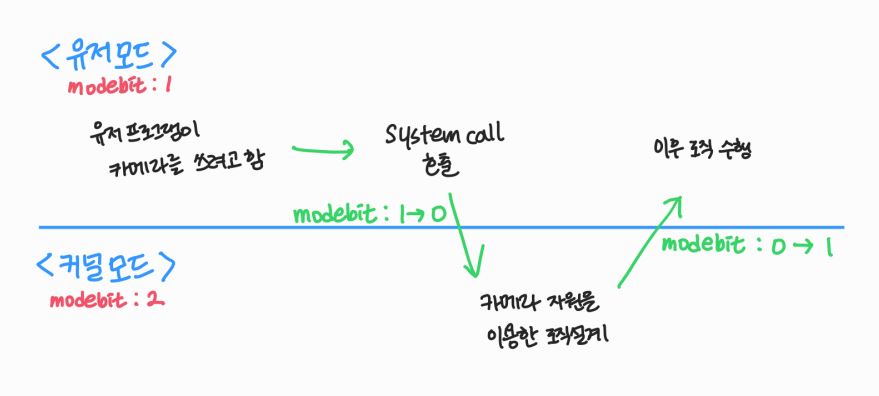 <유저모드>
modebit : 1
유저 프로그램이
카메라를 쓰려고 함
System call
호출
이후 로직 수행
modebit : 1→0
modebit : 0→1
<커널모드>
modebit : 2
카메라 자원을
이용한 로직설계